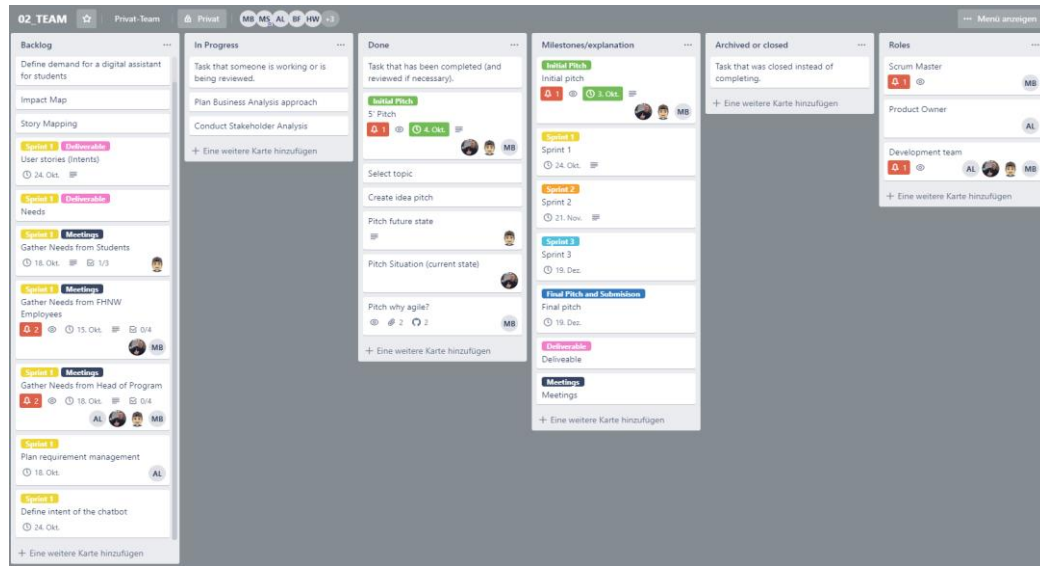 02_TEAM
Privat-Team
Privat
MB MS AL BF HW +3
Menü anzeigen
Backlog
Define demand for a digital assistant
for students
Impact Map
Story Mapping
Sprint 1 Deliverable
User stories (Intents)
24. Okt.
Sprint 1 Deliverable
Needs
Sprint 1 Meetings
Gather Needs from Students
18. Okt. 1/3
Sprint 1 Meetings
Gather Needs from FHNW
Employees
2 15. Okt. 0/4
MB
Sprint 1 Meetings
Gather Needs from Head of Program
2 18. Okt. 0/4
AL MB
Sprint 1
Plan requirement management
18. Okt.
AL
Sprint 1
Define intent of the chatbot
24. Okt.
+ Eine weitere Karte hinzufügen
In Progress
Task that someone is working or is
being reviewed.
Plan Business Analysis approach
Conduct Stakeholder Analysis
+ Eine weitere Karte hinzufügen
Done
Task that has been completed (and
reviewed if necessary).
Initial Pitch
5' Pitch
1 4. Okt.
MB
Select topic
Create idea pitch
Pitch future state
Pitch Situation (current state)
Pitch why agile?
2 2
MB
+ Eine weitere Karte hinzufügen
Milestones/explanation
Initial Pitch
Initial pitch
1 3. Okt.
MB
Sprint 1
Sprint 1
24. Okt.
Sprint 2
Sprint 2
21. Nov.
Sprint 3
Sprint 3
19. Dez.
Final Pitch and Submisison
Final pitch
19. Dez.
Deliverable
Deliveable
Meetings
Meetings
+ Eine weitere Karte hinzufügen
Archived or closed
Task that was closed instead of
completing.
+ Eine weitere Karte hinzufügen
Roles
Scrum Master
1
MB
Product Owner
AL
Development team
1 AL MB
+ Eine weitere Karte hinzufügen